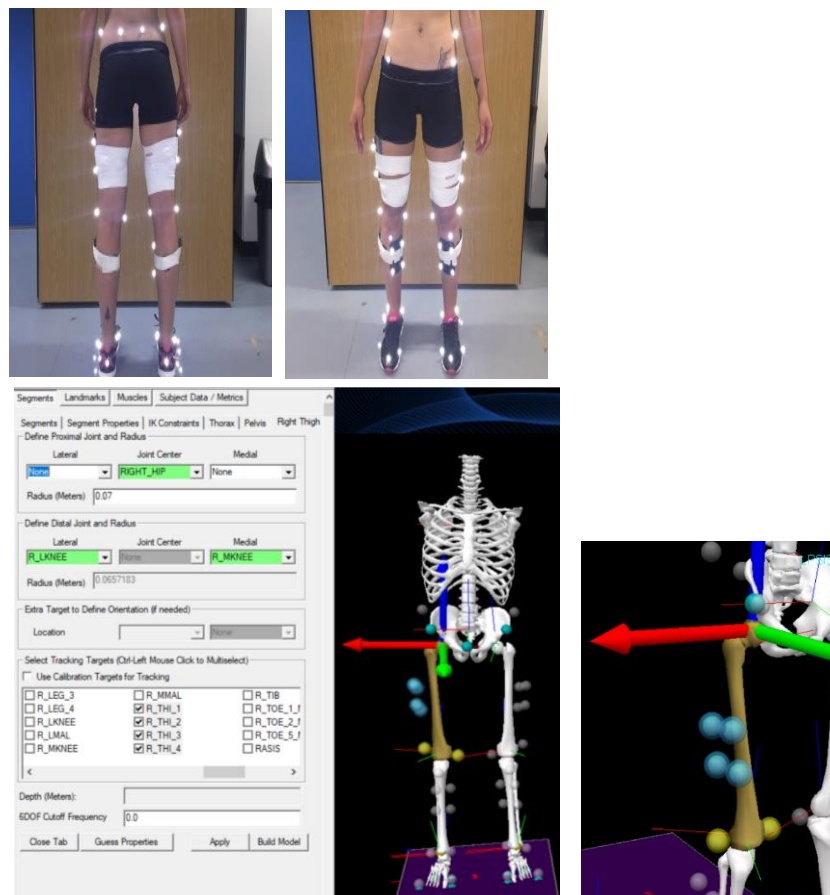 Segments Landmarks Muscles Subject Data / Metrics
Segments Segment Properties IK Constraints Thorax Pelvis Right Thigh
Define Proximal Joint and Radius
Lateral Joint Center Medial
None RIGHT_HIP None
Radius (Meters) 0.07
Define Distal Joint and Radius
Lateral Joint Center Medial
R_LKNEE None R_MKNEE
Radius (Meters) 0.0657183
Extra Target to Define Orientation (if needed)
Location None
Select Tracking Targets (Ctrl-Left Mouse Click to Multiselect)
Use Calibration Targets for Tracking
R_LEG_3 R_MMAL R_TIB
R_LEG_4 R_THI_1 R_TOE_1_
R_LKNEE R_THI_2 R_TOE_2_
R_LMAL R_THI_3 R_TOE_5_
R_MKNEE R_THI_4 RASIS
Depth (Meters):
6DOF Cutoff Frequency 0.0
Close Tab Guess Properties Apply Build Model